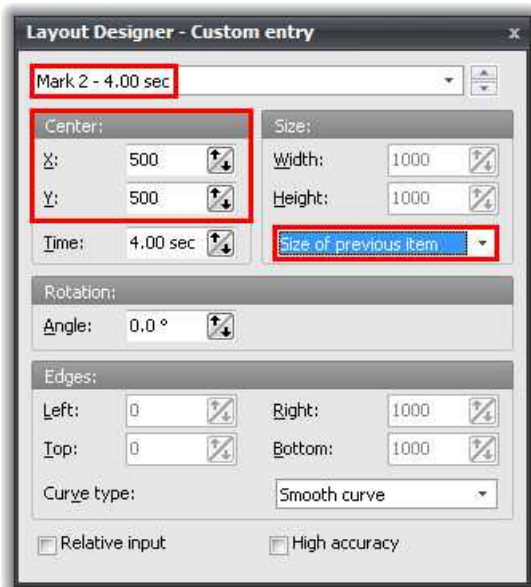 Layout Designer - Custom entry x
Mark 2 - 4.00 sec
Center: Size:
X: 500 Width: 1000
Y: 500 Height: 1000
Time: 4.00 sec Size of previous item
Rotation:
Angle: 0.0 °
Edges:
Left: 0 Right: 1000
Top: 0 Bottom: 1000
Curve type: Smooth curve
Relative input High accuracy